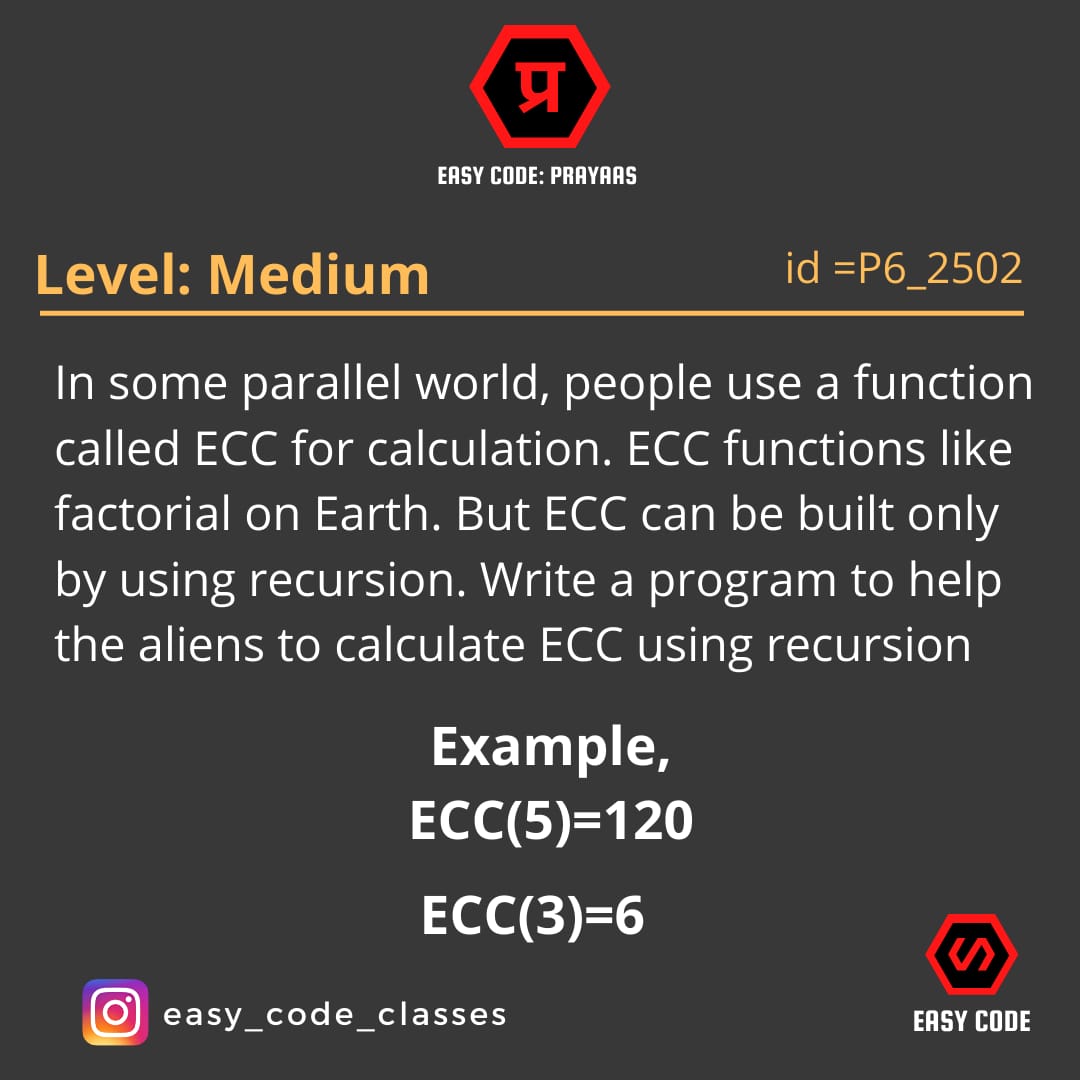 प्र
EASY CODE: PRAYAAS
Level: Medium
id =P6_2502
In some parallel world, people use a function
called ECC for calculation. ECC functions like
factorial on Earth. But ECC can be built only
by using recursion. Write a program to help
the aliens to calculate ECC using recursion
Example,
ECC(5)=120
ECC(3)=6
easy_code_classes
EASY CODE